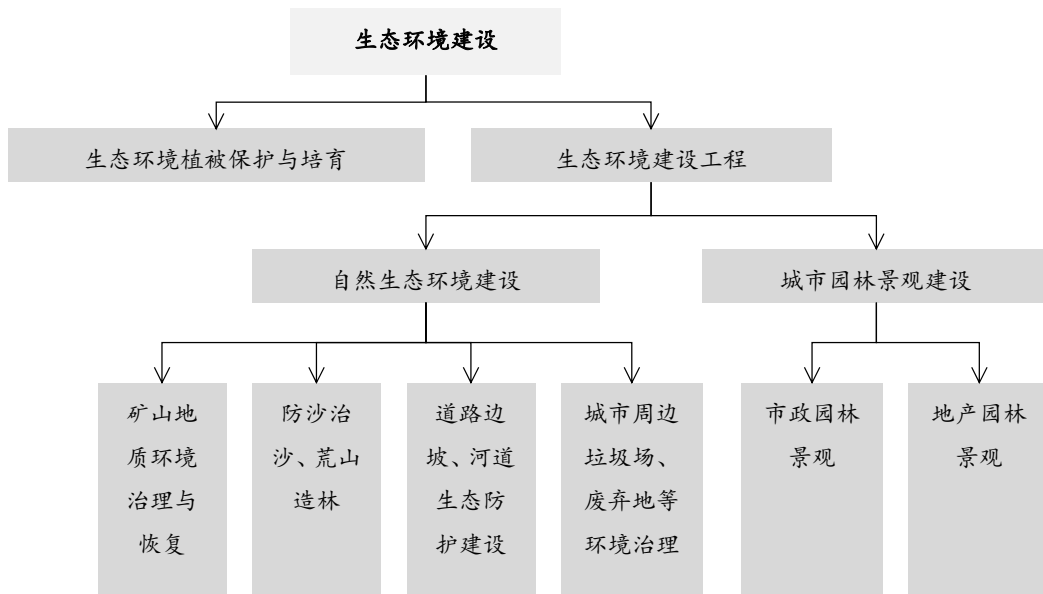 生态环境建设
生态环境植被保护与培育
生态环境建设工程
自然生态环境建设
城市园林景观建设
矿山地
质环境
治理与
恢复
防沙治
沙、荒山
造林
道路边
坡、河道
生态防
护建设
城市周边
垃圾场、
废弃地等
环境治理
市政园林
景观
地产园林
景观